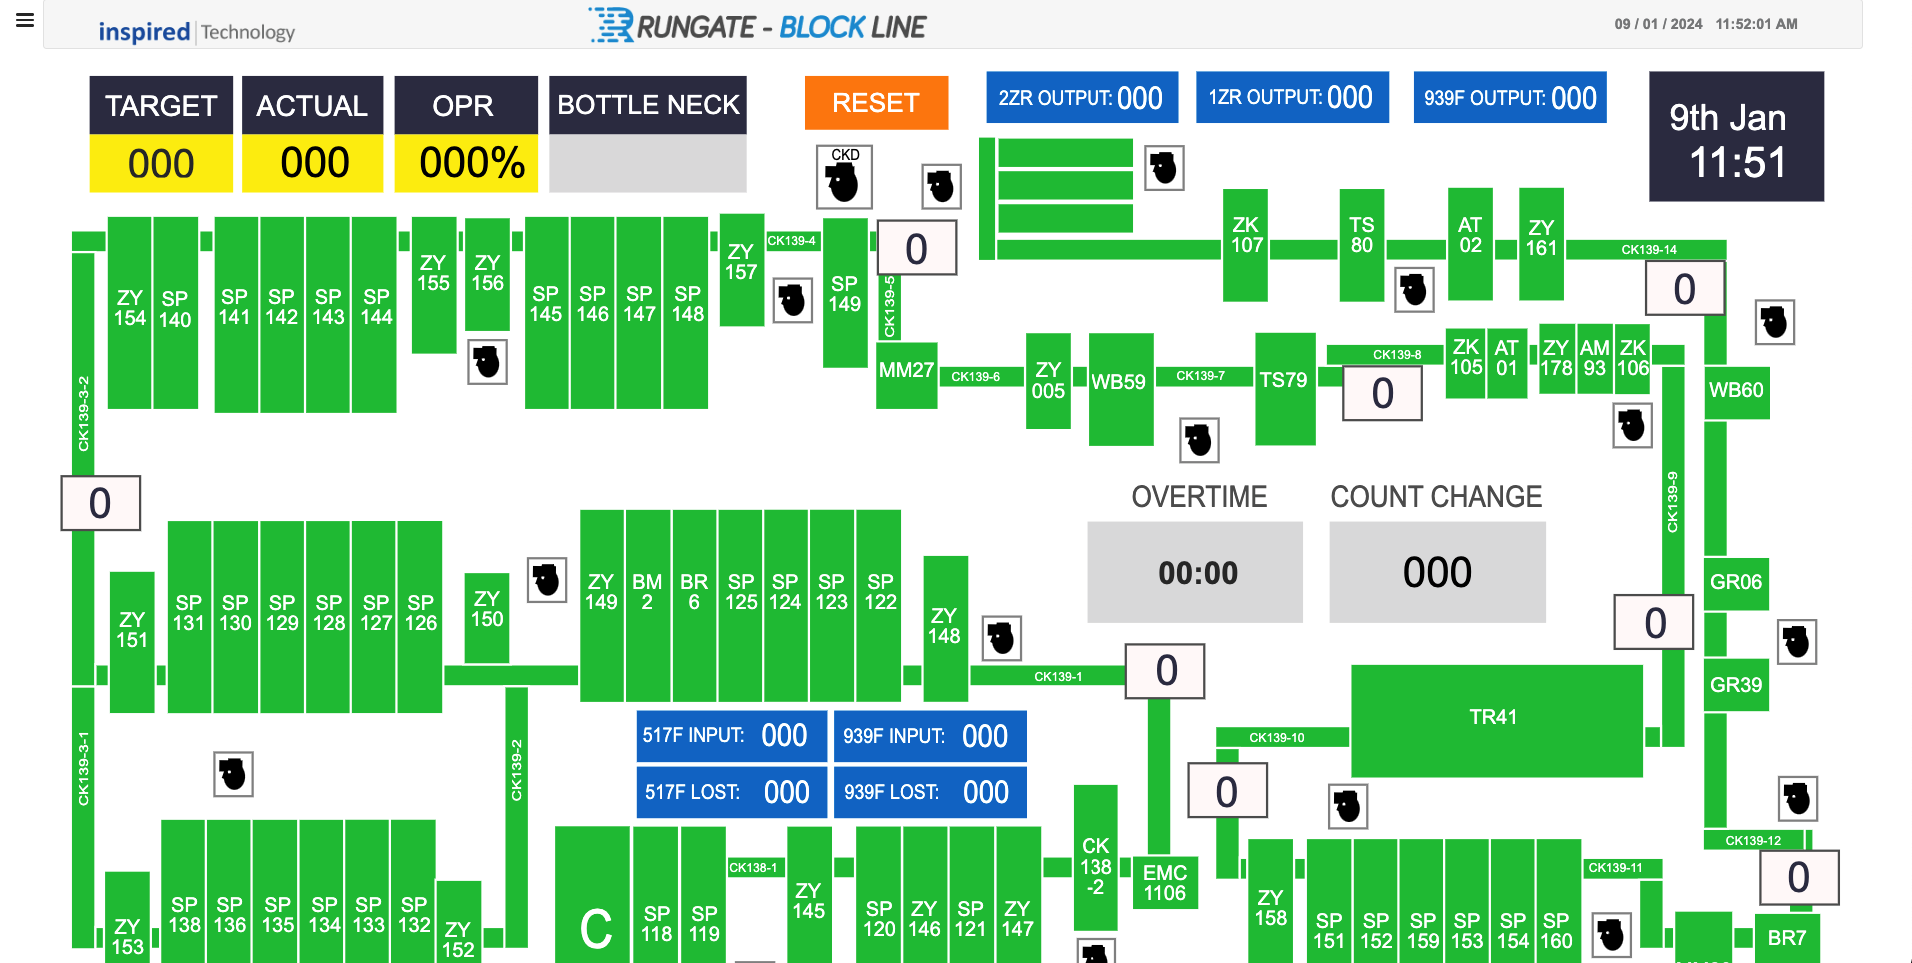 inspired | Technology
RUNGATE - BLOCK LINE
09 / 01 / 2024 11:52:01 AM
TARGET
000
ACTUAL
000
OPR
000%
BOTTLE NECK
RESET
2ZR OUTPUT: 000
1ZR OUTPUT: 000
939F OUTPUT: 000
9th Jan
11:51
CKD
ZY
154
SP
140
SP
141
SP
142
SP
143
SP
144
ZY
155
ZY
156
SP
145
SP
146
SP
147
SP
148
ZY
157
CK139-4
SP
149
0
CK139-5
ZK
107
TS
80
AT
02
ZY
161
CK139-14
0
MM27
CK139-6
ZY
005
WB59
CK139-7
TS79
CK139-8
0
ZK
105
AT
01
ZY
178
AM
93
ZK
106
WB60
CK139-3-2
0
OVERTIME
00:00
COUNT CHANGE
000
CK139-9
0
GR06
GR39
ZY
151
SP
131
SP
130
SP
129
SP
128
SP
127
SP
126
ZY
150
ZY
149
BM
2
BR
6
SP
125
SP
124
SP
123
SP
122
ZY
148
CK139-1
0
TR41
CK139-10
0
CK139-3-1
CK139-2
517F INPUT: 000
939F INPUT: 000
517F LOST: 000
939F LOST: 000
CK139-12
0
ZY
153
SP
138
SP
136
SP
135
SP
134
SP
133
SP
132
ZY
152
C
SP
118
SP
119
CK138-1
ZY
145
SP
120
ZY
146
SP
121
ZY
147
CK
138
-2
EMC
1106
ZY
158
SP
151
SP
152
SP
159
SP
153
SP
154
SP
160
CK139-11
BR7